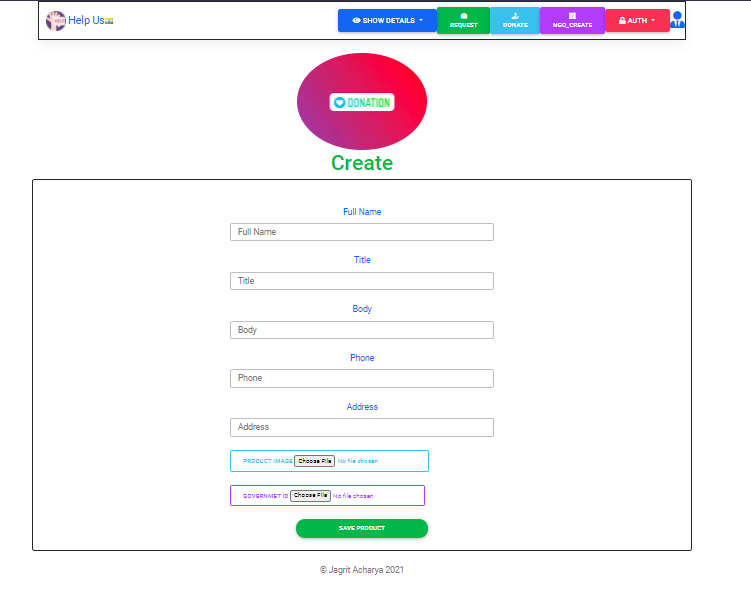 Help Us
SHOW DETAILS
REQUEST
DONATE
NGO_CREATE
AUTH
DONATION
Create
Full Name
Full Name
Title
Title
Body
Body
Phone
Phone
Address
Address
PRODUCT IMAGE Choose File No file chosen
GOVERNMET ID Choose File No file chosen
SAVE PRODUCT
© Jagrit Acharya 2021